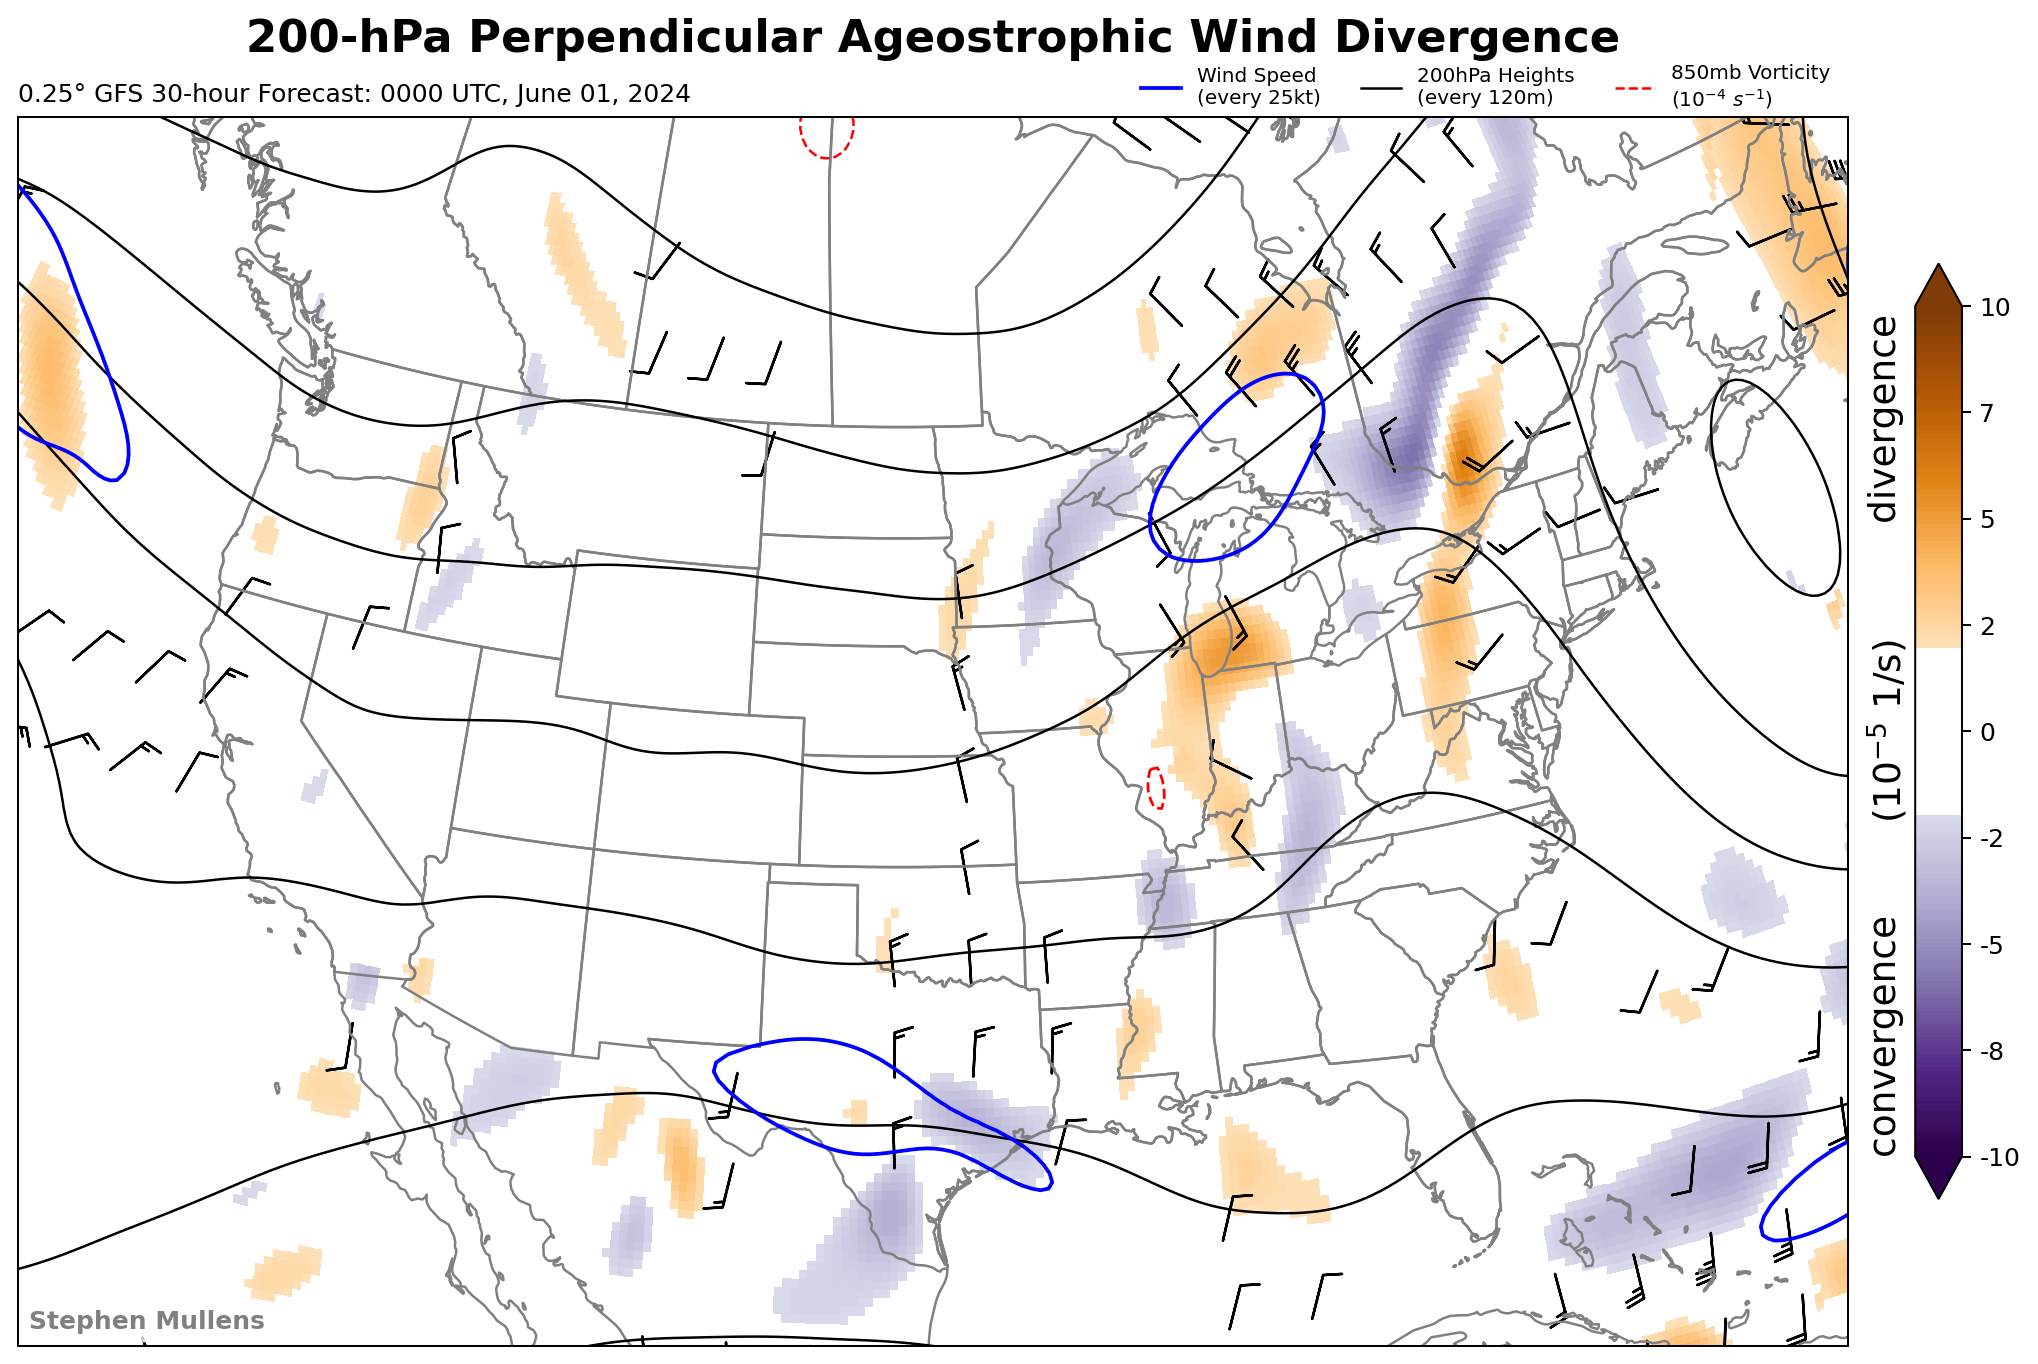 200-hPa Perpendicular Ageostrophic Wind Divergence
0.25° GFS 30-hour Forecast: 0000 UTC, June 01, 2024
Wind Speed
(every 25kt)
200hPa Heights
(every 120m)
850mb Vorticity
(10⁻⁴ s⁻¹)
10
7
5
2
0
-2
-5
-8
-10
convergence (10⁻⁵ 1/s) divergence
Stephen Mullens